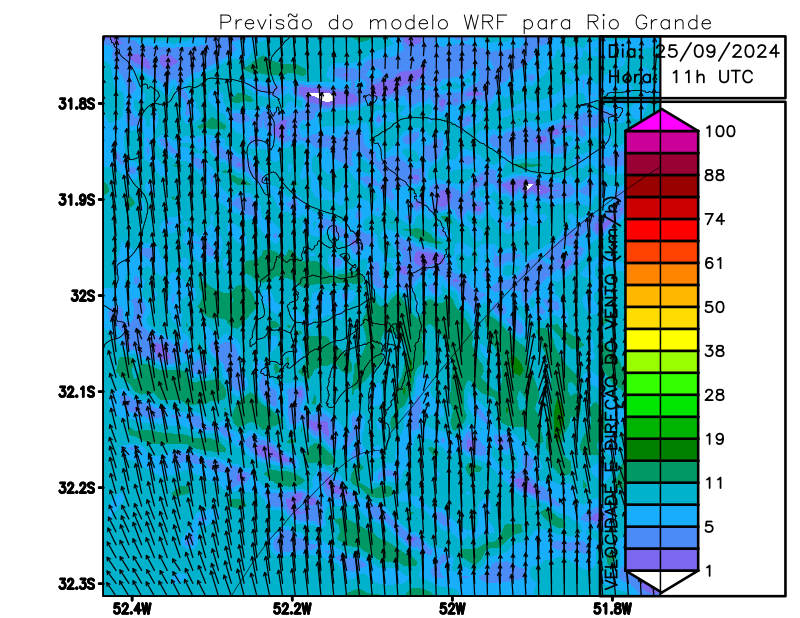 Previsão do modelo WRF para Rio Grande
Dia: 25/09/2024
Hora: 11h UTC
31.8S
31.9S
32S
32.1S
32.2S
32.3S
52.4W
52.2W
52W
51.8W
VELOCIDADE E DIREÇÃO DO VENTO (km/h)
100
88
74
61
50
38
28
19
11
5
1